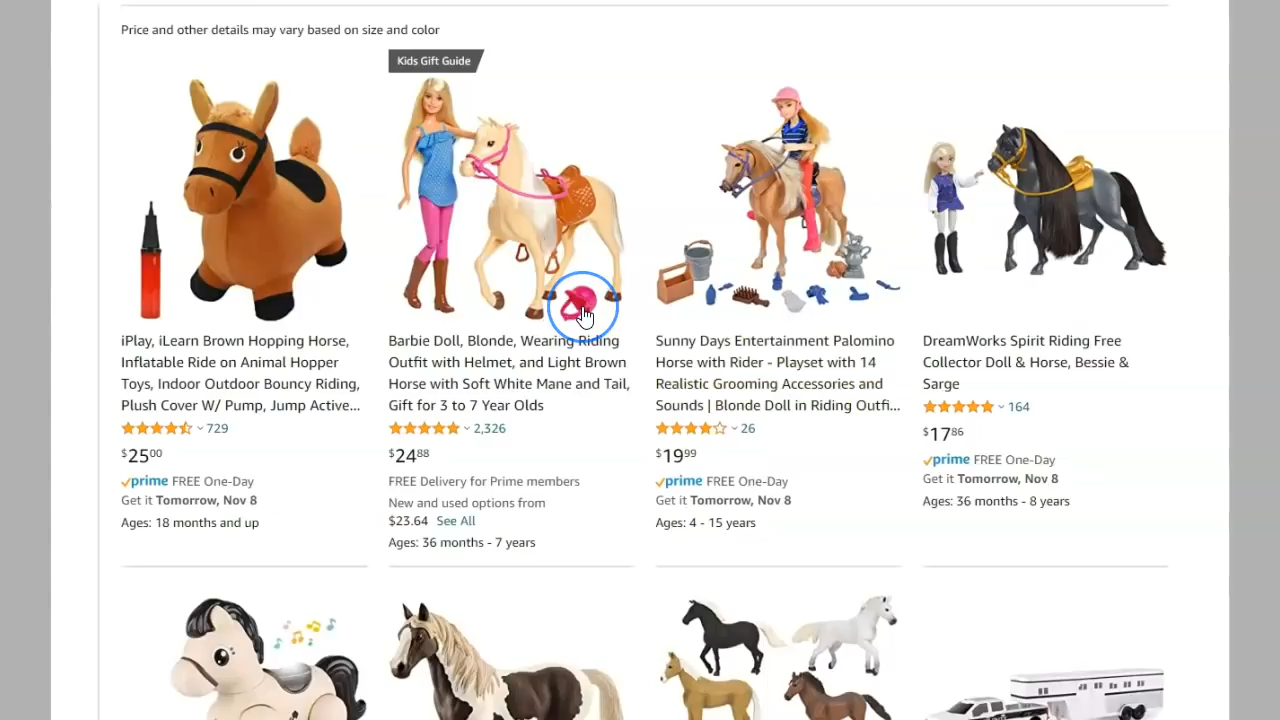 Price and other details may vary based on size and color
Kids Gift Guide
iPlay, iLearn Brown Hopping Horse,
Inflatable Ride on Animal Hopper
Toys, Indoor Outdoor Bouncy Riding,
Plush Cover W/ Pump, Jump Active...
729
$2500
prime FREE One-Day
Get it Tomorrow, Nov 8
Ages: 18 months and up
Barbie Doll, Blonde, Wearing Riding
Outfit with Helmet, and Light Brown
Horse with Soft White Mane and Tail,
Gift for 3 to 7 Year Olds
2,326
$2488
FREE Delivery for Prime members
New and used options from
$23.64 See All
Ages: 36 months - 7 years
Sunny Days Entertainment Palomino
Horse with Rider - Playset with 14
Realistic Grooming Accessories and
Sounds | Blonde Doll in Riding Outfi...
26
$1999
prime FREE One-Day
Get it Tomorrow, Nov 8
Ages: 4 - 15 years
DreamWorks Spirit Riding Free
Collector Doll & Horse, Bessie &
Sarge
164
$1786
prime FREE One-Day
Get it Tomorrow, Nov 8
Ages: 36 months - 8 years